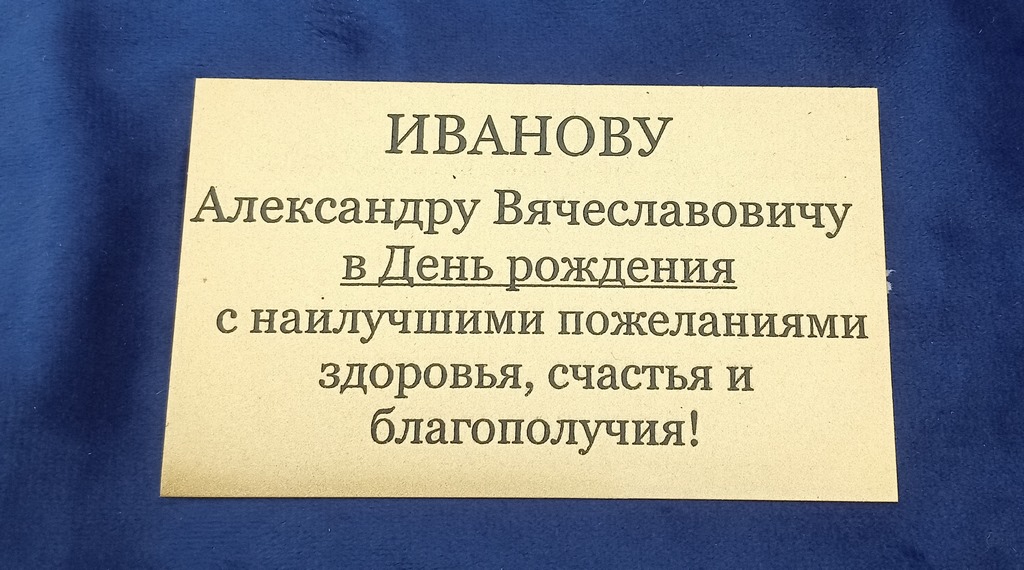 ИВАНОВУ
Александру Вячеславовичу
в День рождения
с наилучшими пожеланиями
здоровья, счастья и
благополучия!